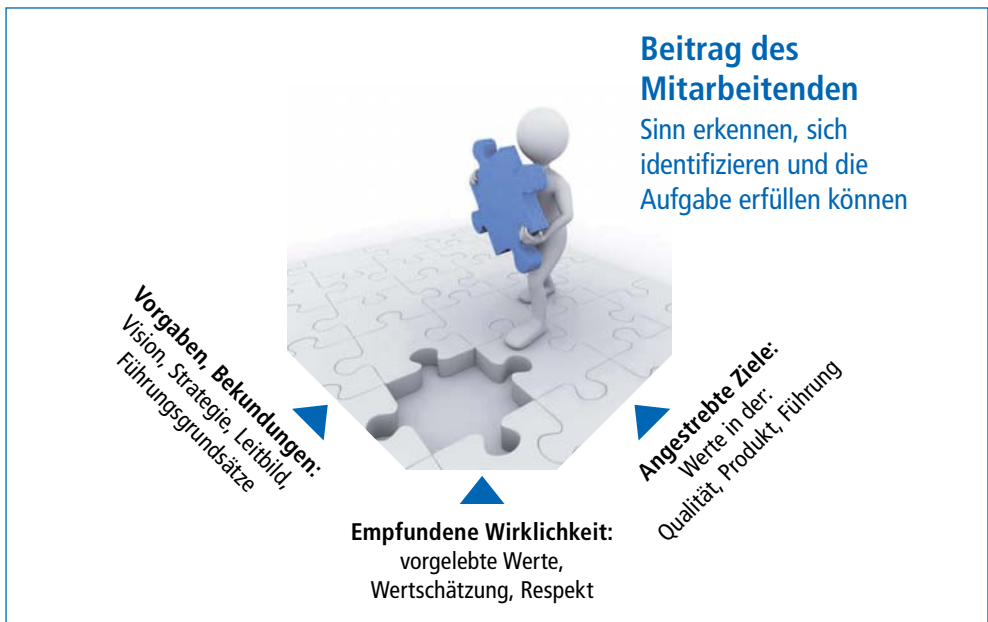 Beitrag des
Mitarbeitenden
Sinn erkennen, sich
identifizieren und die
Aufgabe erfüllen können
Vorgaben, Bekundungen:
Vision, Strategie, Leitbild,
Führungsgrundsätze
Empfundene Wirklichkeit:
vorgelebte Werte,
Wertschätzung, Respekt
Angestrebte Ziele:
Werte in der:
Qualität, Produkt, Führung